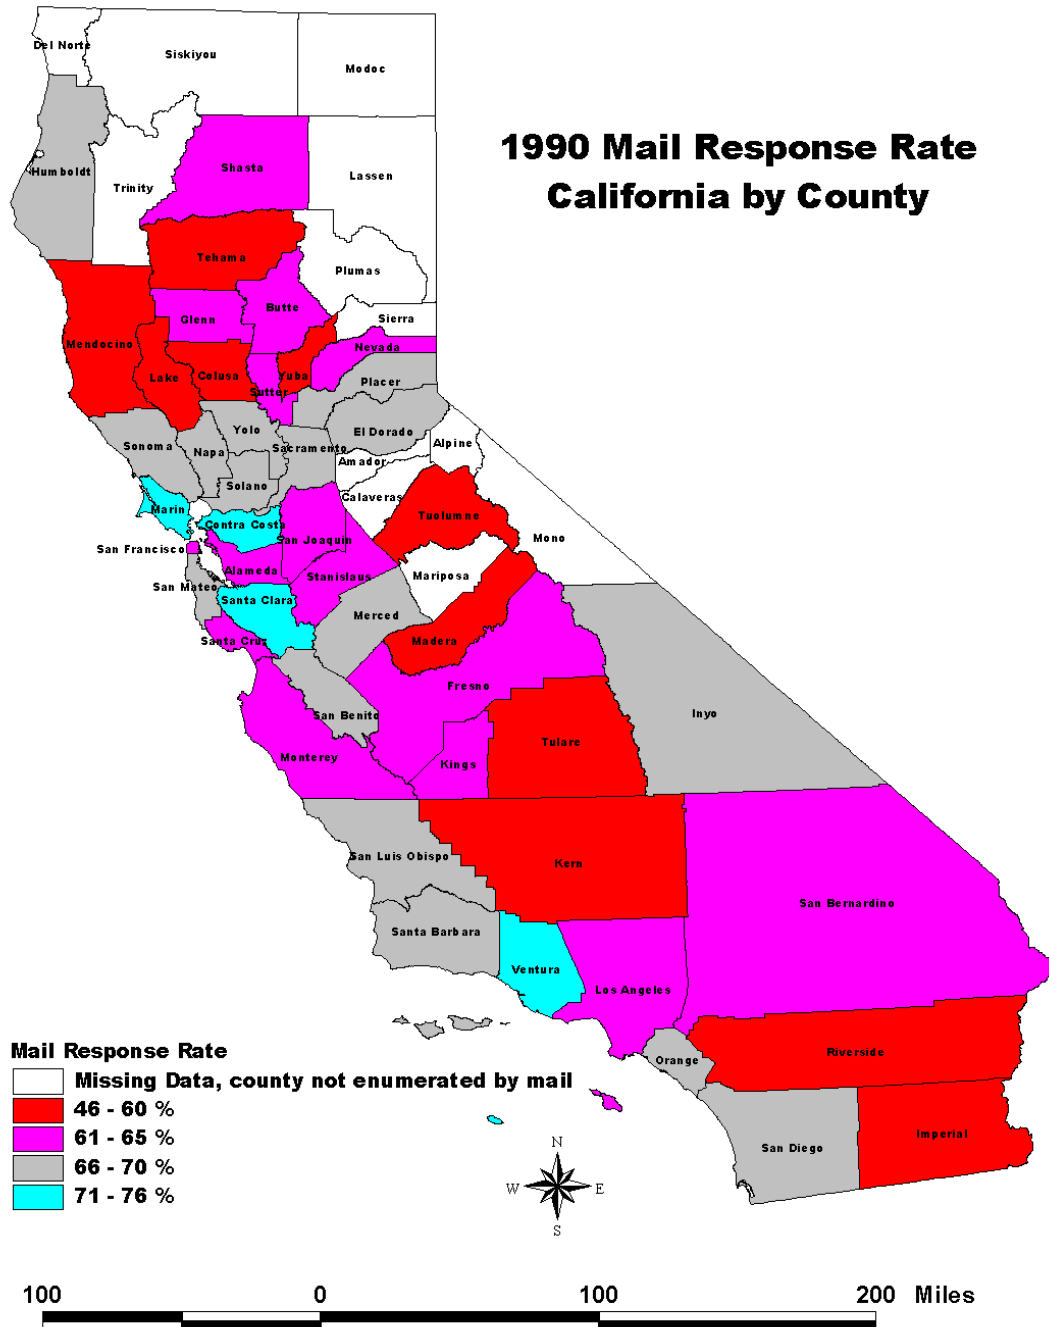 1990 Mail Response Rate
California by County
Del Norte
Siskiyou
Modoc
Humboldt
Trinity
Shasta
Lassen
Tehama
Plumas
Mendocino
Glenn
Butte
Sierra
Lake
Colusa
Sutter
Yuba
Nevada
Placer
Sonoma
Napa
Yolo
Sacramento
El Dorado
Solano
Amador
Alpine
Marin
Contra Costa
Calaveras
San Joaquin
Tuolumne
Mono
San Francisco
Alameda
Stanislaus
Mariposa
San Mateo
Santa Clara
Merced
Santa Cruz
Madera
San Benito
Fresno
Inyo
Monterey
Kings
Tulare
San Luis Obispo
Kern
San Bernardino
Santa Barbara
Ventura
Los Angeles
Orange
Riverside
San Diego
Imperial
Mail Response Rate
Missing Data, county not enumerated by mail
46 - 60 %
61 - 65 %
66 - 70 %
71 - 76 %
N
W E
S
100 0 100 200 Miles